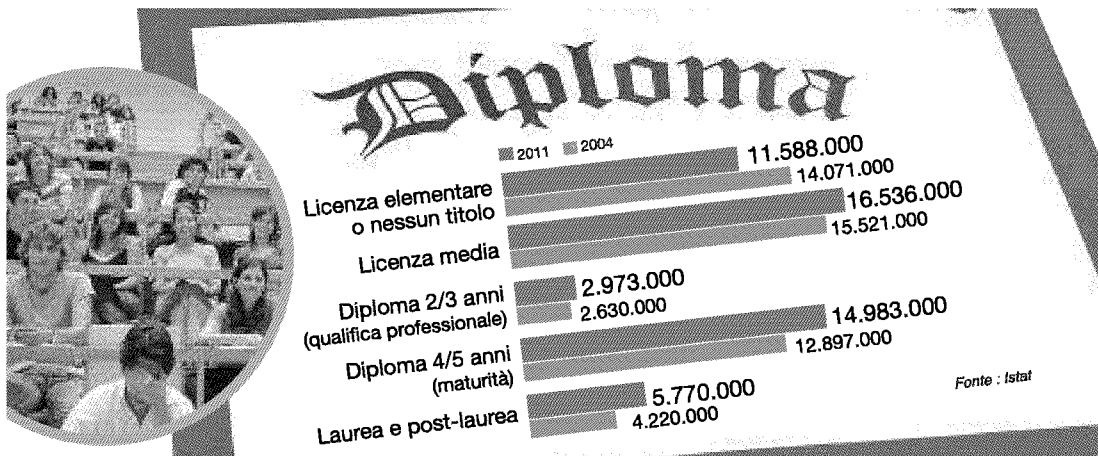 Diploma
2011 2004
Licenza elementare
o nessun titolo
11.588.000
14.071.000
Licenza media
16.536.000
15.521.000
Diploma 2/3 anni
(qualifica professionale)
2.973.000
2.630.000
Diploma 4/5 anni
(maturità)
14.983.000
12.897.000
Laurea e post-laurea
5.770.000
4.220.000
Fonte : Istat